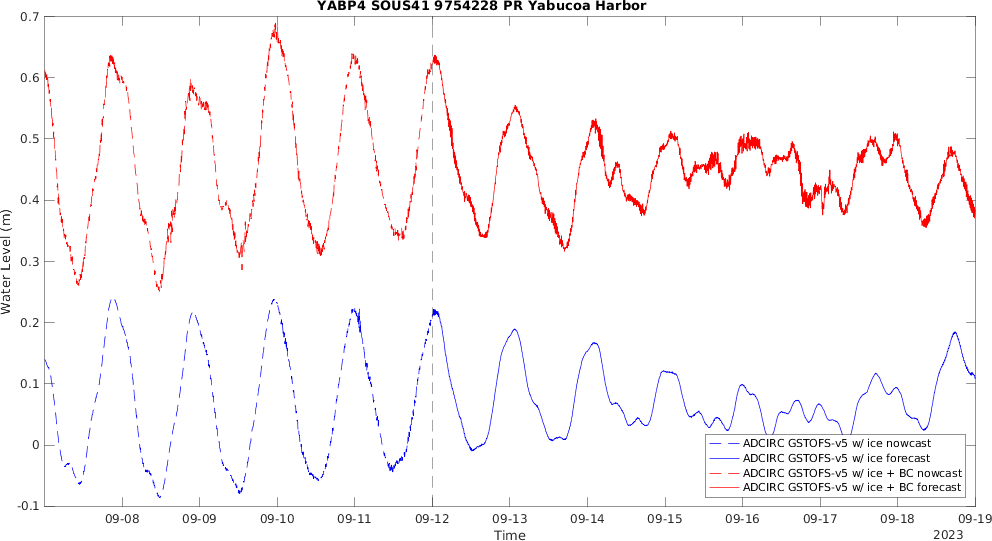 YABP4 SOUS41 9754228 PR Yabucoa Harbor
Water Level (m)
0.7
0.6
0.5
0.4
0.3
0.2
0.1
0
-0.1
ADCIRC GSTOFS-v5 w/ ice nowcast
ADCIRC GSTOFS-v5 w/ ice forecast
ADCIRC GSTOFS-v5 w/ ice + BC nowcast
ADCIRC GSTOFS-v5 w/ ice + BC forecast
09-08 09-09 09-10 09-11 09-12 09-13 09-14 09-15 09-16 09-17 09-18 09-19
Time
2023